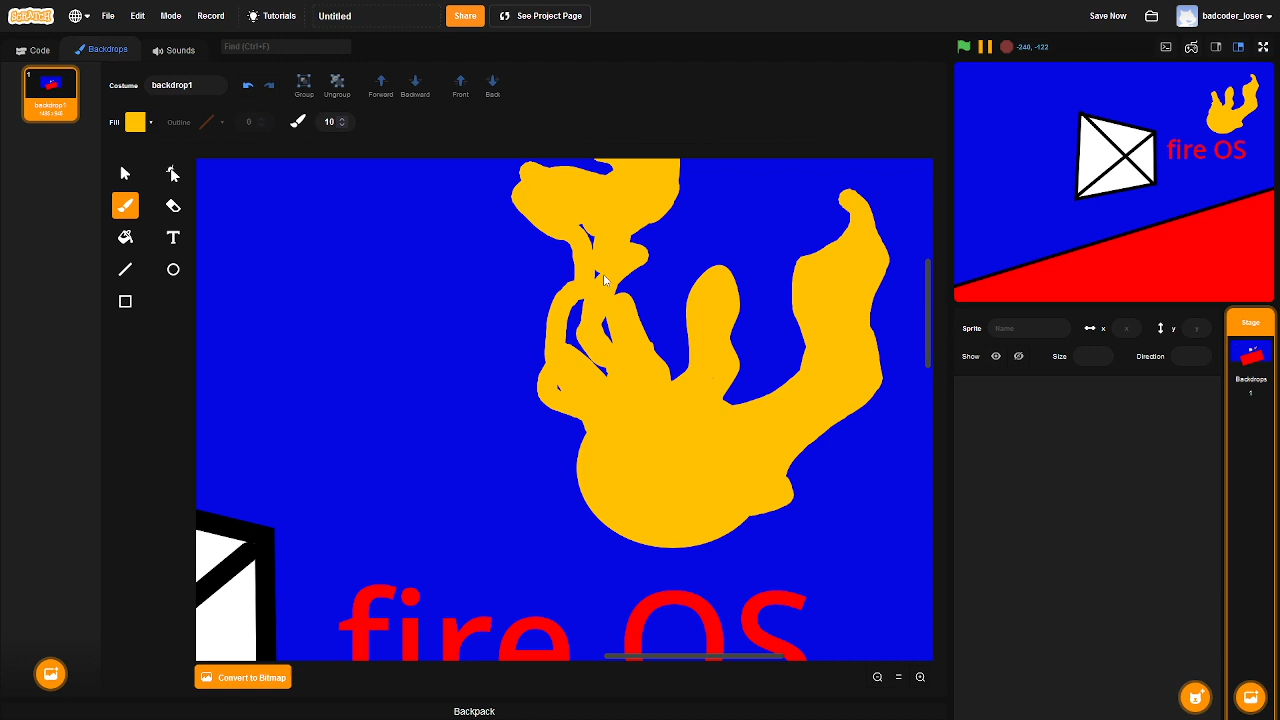 SCRATCH File Edit Mode Record Tutorials Untitled Share See Project Page Save Now badcoder_loser
Code Backdrops Sounds Find (Ctrl+F) -240, -122
1
backdrop1
Costume backdrop1 Group Ungroup Forward Backward Front Back
Fill Outline 0 10
fire OS
fire OS
Sprite Name x x y y
Show Size Direction
Stage
Backdrops
1
Convert to Bitmap
Backpack